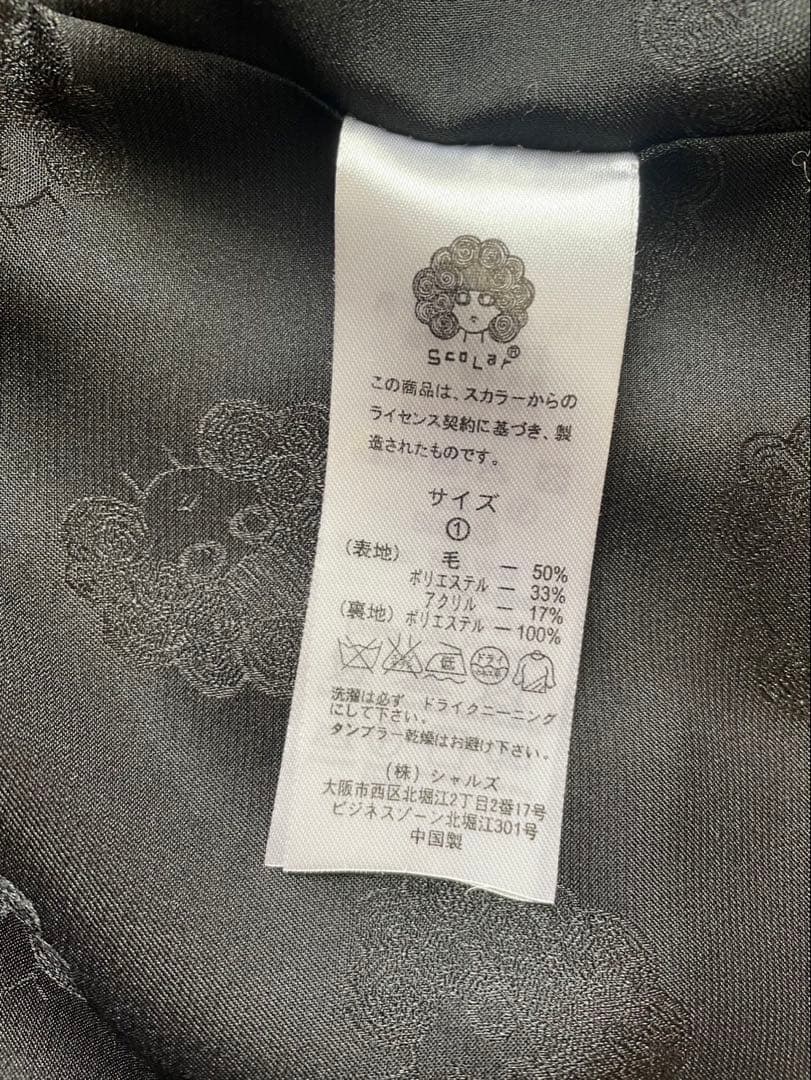 ScoLar®
この商品は、スカラーからの
ライセンス契約に基づき、製
造されたものです。
サイズ
①
(表地) 毛 ー 50%
ポリエステル ー 33%
アクリル ー 17%
(裏地) ポリエステル ー100%
低 ドライ
洗濯は必ず ドライクニーニング
にして下さい。
タンブラー乾燥はお避け下さい。
(株) シャルズ
大阪市西区北堀江2丁目2番17号
ビジネスゾーン北堀江301号
中国製